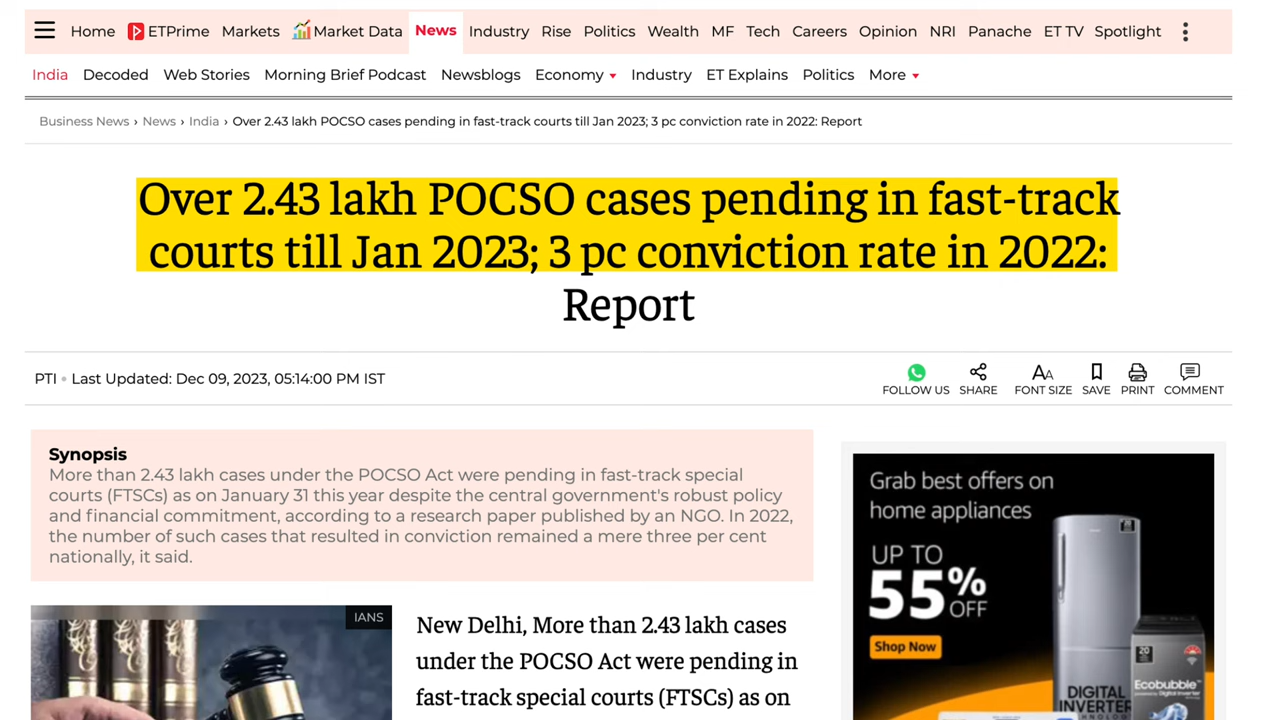 Home ETPrime Markets Market Data News Industry Rise Politics Wealth MF Tech Careers Opinion NRI Panache ET TV Spotlight
India Decoded Web Stories Morning Brief Podcast Newsblogs Economy Industry ET Explains Politics More
Business News › News › India › Over 2.43 lakh POCSO cases pending in fast-track courts till Jan 2023; 3 pc conviction rate in 2022: Report
Over 2.43 lakh POCSO cases pending in fast-track
courts till Jan 2023; 3 pc conviction rate in 2022:
Report
PTI • Last Updated: Dec 09, 2023, 05:14:00 PM IST
FOLLOW US SHARE FONT SIZE SAVE PRINT COMMENT
Synopsis
More than 2.43 lakh cases under the POCSO Act were pending in fast-track special
courts (FTSCs) as on January 31 this year despite the central government's robust policy
and financial commitment, according to a research paper published by an NGO. In 2022,
the number of such cases that resulted in conviction remained a mere three per cent
nationally, it said.
IANS
New Delhi, More than 2.43 lakh cases
under the POCSO Act were pending in
fast-track special courts (FTSCs) as on
Grab best offers on
home appliances
UP TO
55% OFF
Shop Now
20
Ecobubble™
DIGITAL
INVERTER